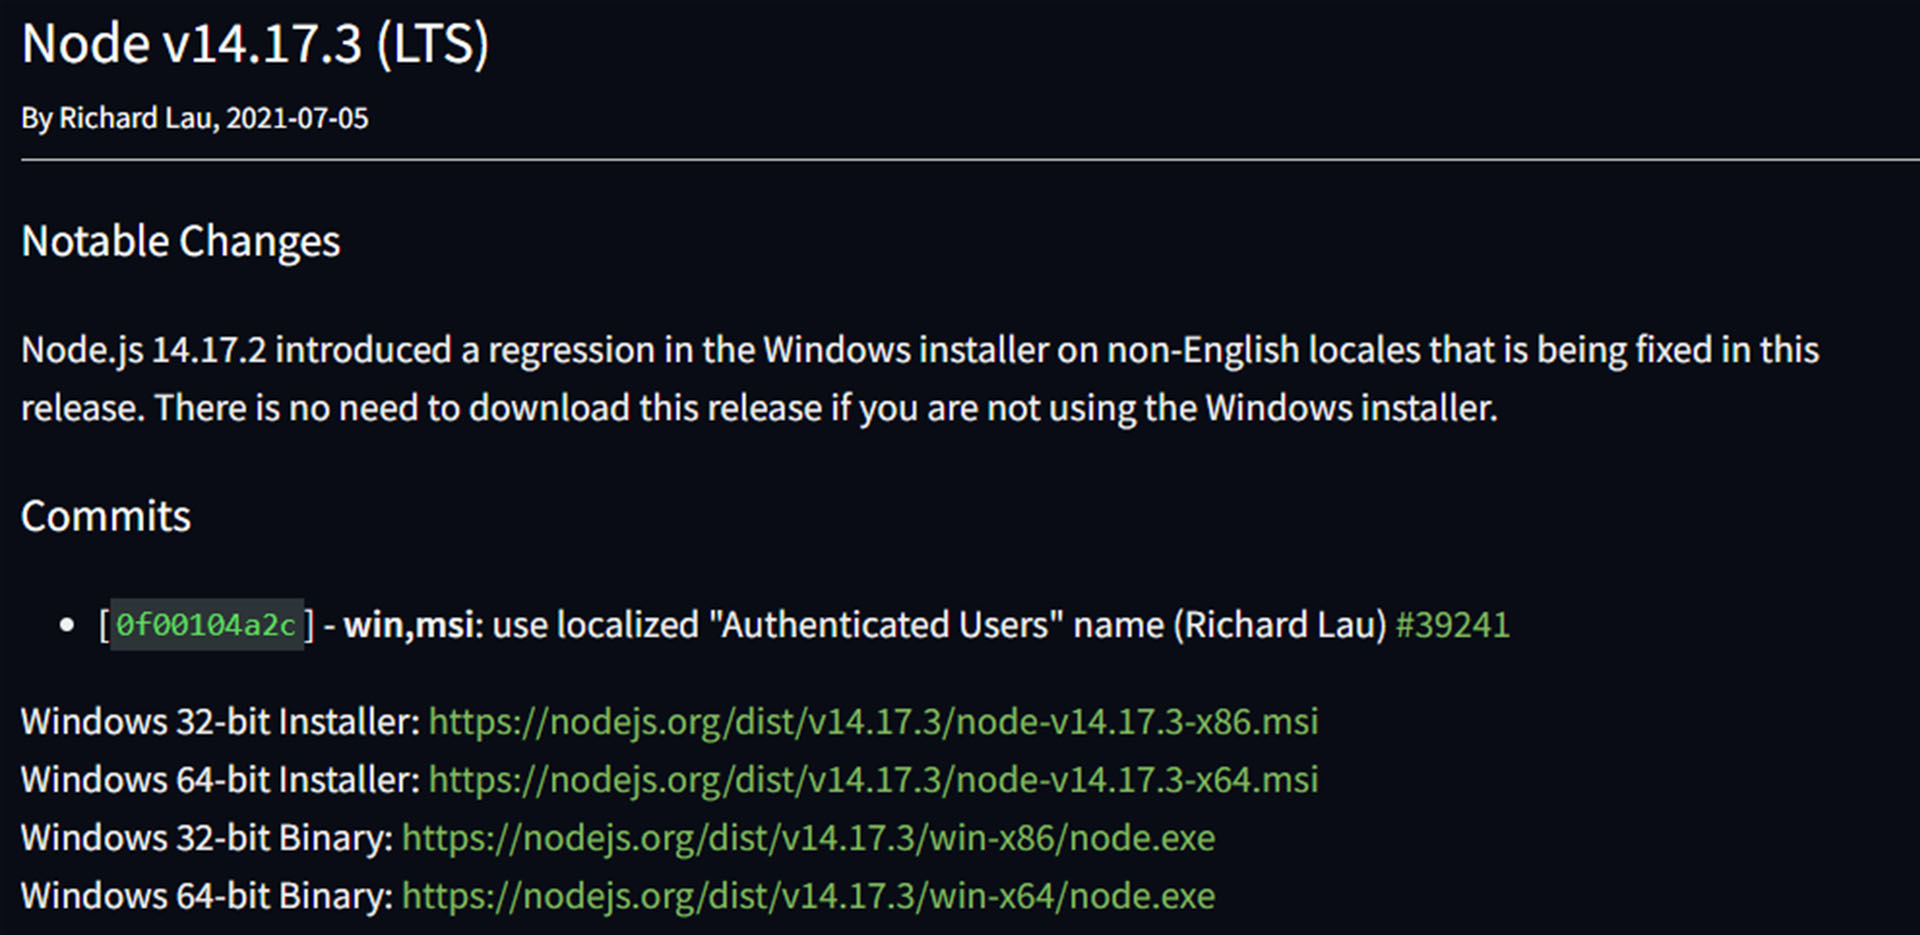 Node v14.17.3 (LTS)
By Richard Lau, 2021-07-05
Notable Changes
Node.js 14.17.2 introduced a regression in the Windows installer on non-English locales that is being fixed in this
release. There is no need to download this release if you are not using the Windows installer.
Commits
• [0f00104a2c] - win,msi: use localized "Authenticated Users" name (Richard Lau) #39241
Windows 32-bit Installer: https://nodejs.org/dist/v14.17.3/node-v14.17.3-x86.msi
Windows 64-bit Installer: https://nodejs.org/dist/v14.17.3/node-v14.17.3-x64.msi
Windows 32-bit Binary: https://nodejs.org/dist/v14.17.3/win-x86/node.exe
Windows 64-bit Binary: https://nodejs.org/dist/v14.17.3/win-x64/node.exe